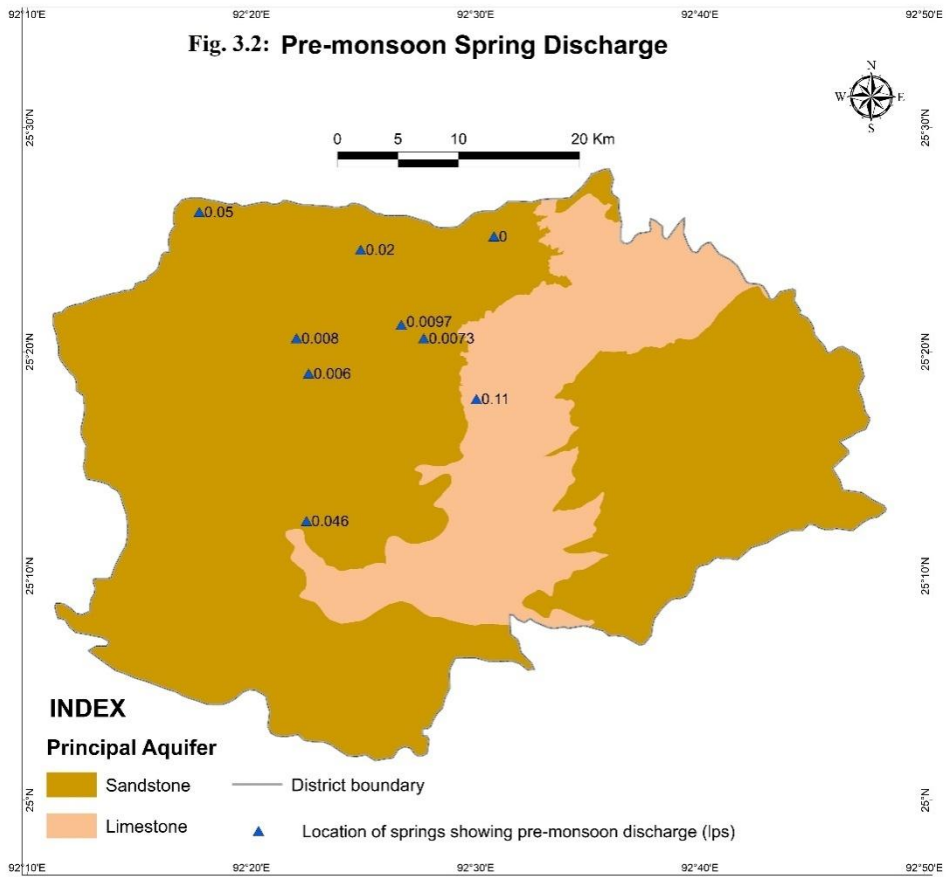 92°10'E 92°20'E 92°30'E 92°40'E 92°50'E
Fig. 3.2: Pre-monsoon Spring Discharge
N
W E
S
25°30'N 25°30'N
0 5 10 20 Km
0.05
0
0.02
0.0097
0.008
0.0073
25°20'N 25°20'N
0.006
0.11
0.046
25°10'N 25°10'N
INDEX
Principal Aquifer
Sandstone
District boundary
25°N 25°N
Limestone
Location of springs showing pre-monsoon discharge (lps)
92°10'E 92°20'E 92°30'E 92°40'E 92°50'E